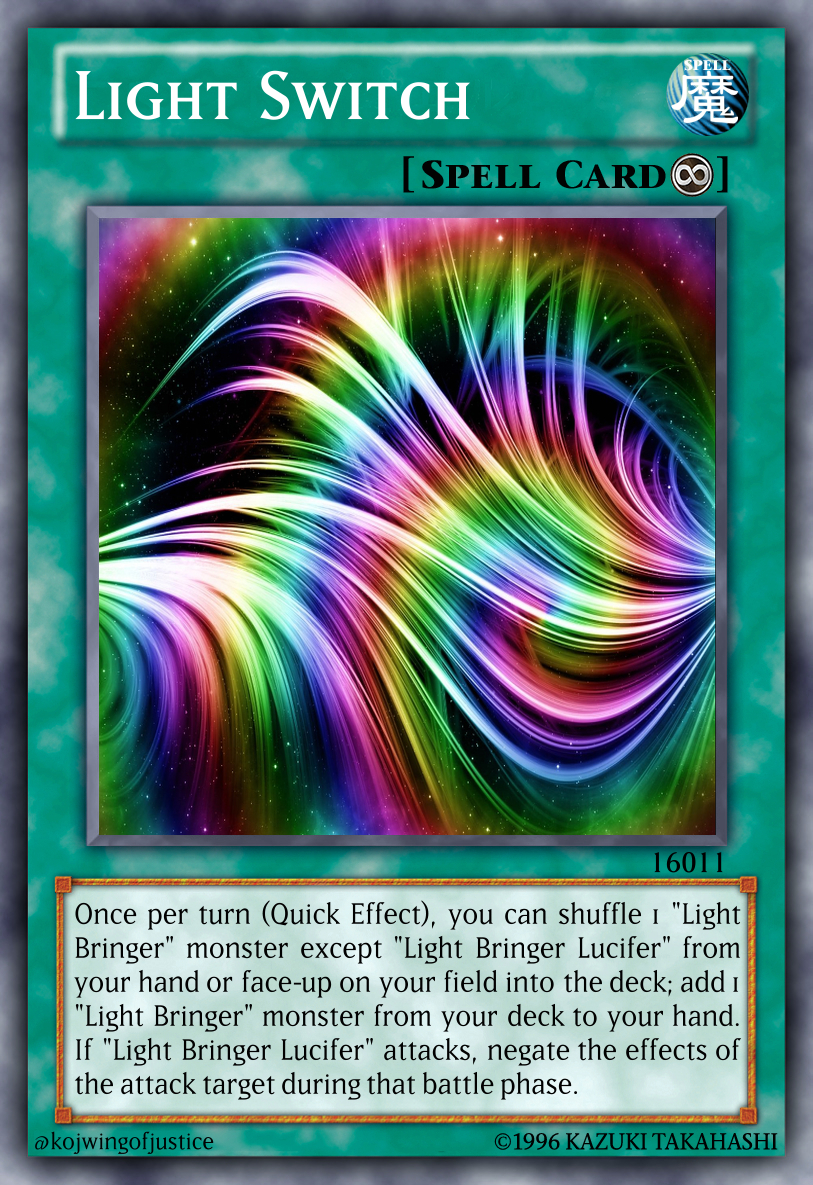 Light Switch
SPELL
魔
[Spell Card∞]
16011
Once per turn (Quick Effect), you can shuffle 1 "Light
Bringer" monster except "Light Bringer Lucifer" from
your hand or face-up on your field into the deck; add 1
"Light Bringer" monster from your deck to your hand.
If "Light Bringer Lucifer" attacks, negate the effects of
the attack target during that battle phase.
@kojwingofjustice
©1996 KAZUKI TAKAHASHI